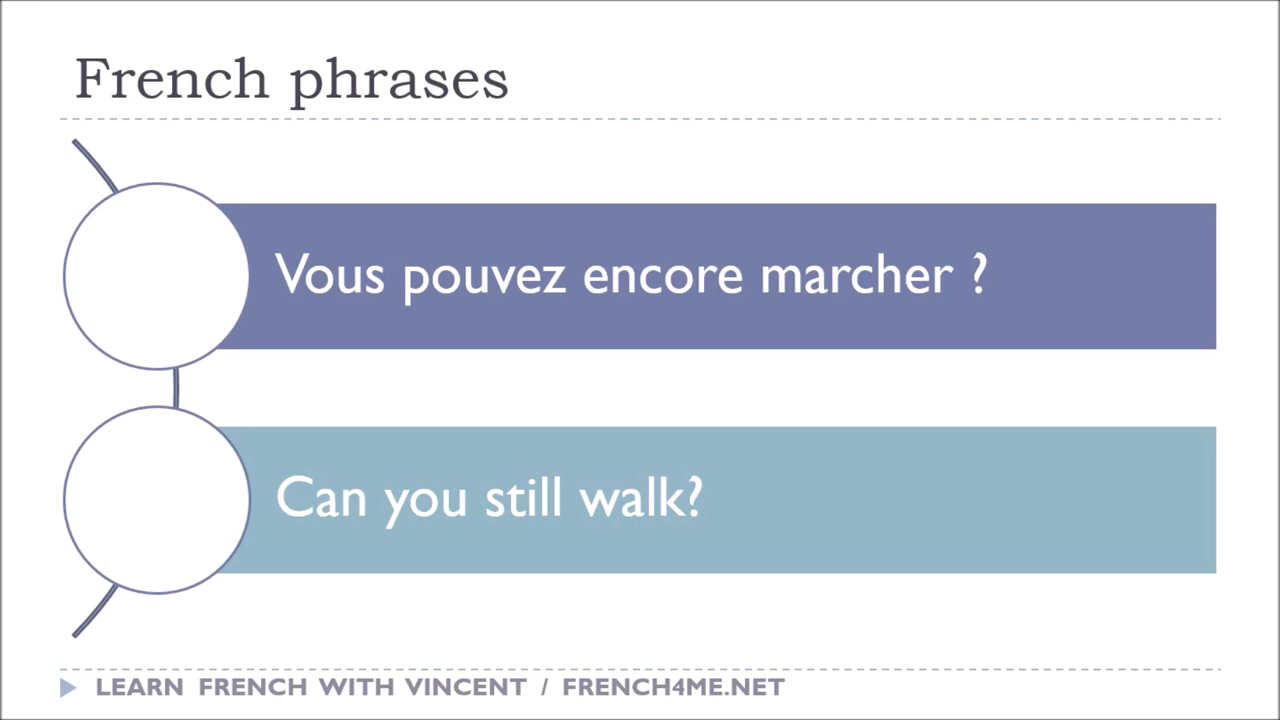 French phrases
Vous pouvez encore marcher ?
Can you still walk?
LEARN FRENCH WITH VINCENT / FRENCH4ME.NET